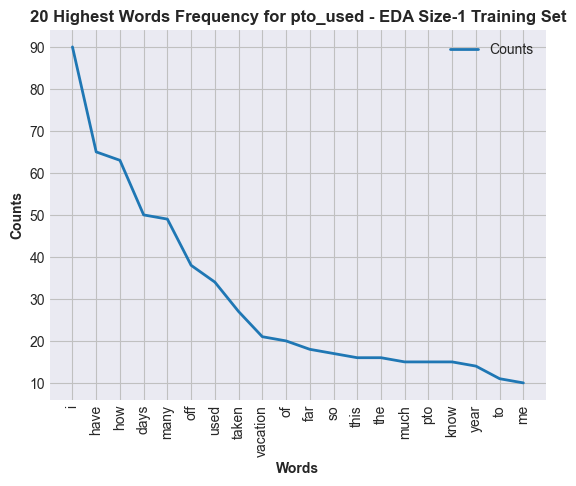 20 Highest Words Frequency for pto_used - EDA Size-1 Training Set
Counts
90
80
70
60
50
40
30
20
10
Counts
i
have
how
days
many
off
used
taken
vacation
of
far
so
this
the
much
pto
know
year
to
me
Words